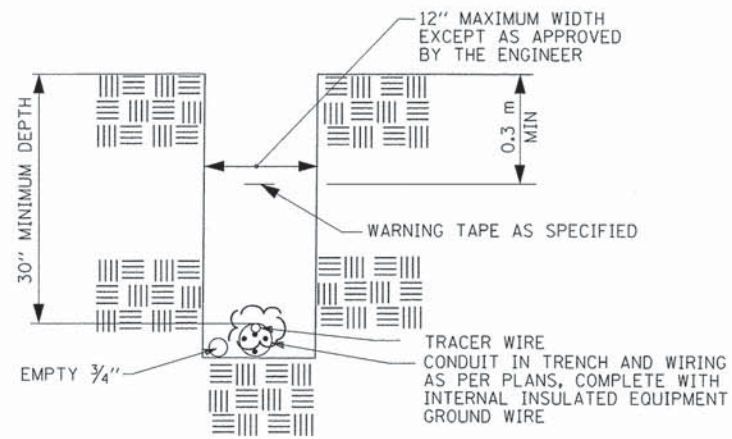 12" MAXIMUM WIDTH
EXCEPT AS APPROVED
BY THE ENGINEER
30" MINIMUM DEPTH
0.3 m
MIN
WARNING TAPE AS SPECIFIED
TRACER WIRE
EMPTY ¾"
CONDUIT IN TRENCH AND WIRING
AS PER PLANS, COMPLETE WITH
INTERNAL INSULATED EQUIPMENT
GROUND WIRE